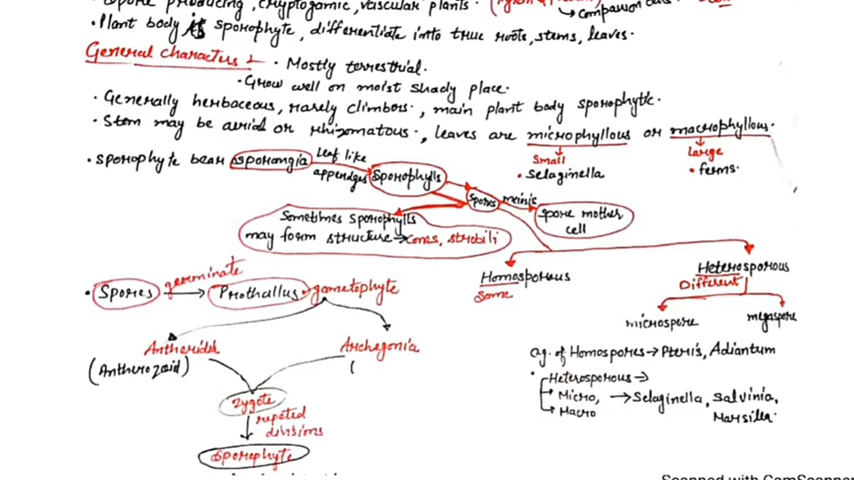 Spore producing, cryptogamic, vascular plants.
→ companion cells
• Plant body is sporophyte, differentiate into true roots, stems, leaves.
General characters :- • Mostly terrestrial.
• Grow well on moist shady place.
• Generally herbaceous, rarely climbers, main plant body sporophytic.
• Stem may be aerial or rhizomatous, leaves are microphyllous or macrophyllous.
Small
Large
• Selaginella
• ferns.
• sporophyte bear sporangia leaf like appendages sporophylls
spores meiosis spore mother cell
Sometimes sporophylls
may form structure → cones, strobili
Homosporous
Same
Heterosporous
Different
microspore
megaspore
• Spores germinate → Prothallus • gametophyte
Antheridia
Archegonia
(Antherozoid)
(
zygote
repeted
divisions
sporophyte
eg. of Homospores → Pteris, Adiantum
• Heterosporous →
Micro, → Selaginella, Salvinia,
Macro
Marsilea.
Scanned with CamScanner